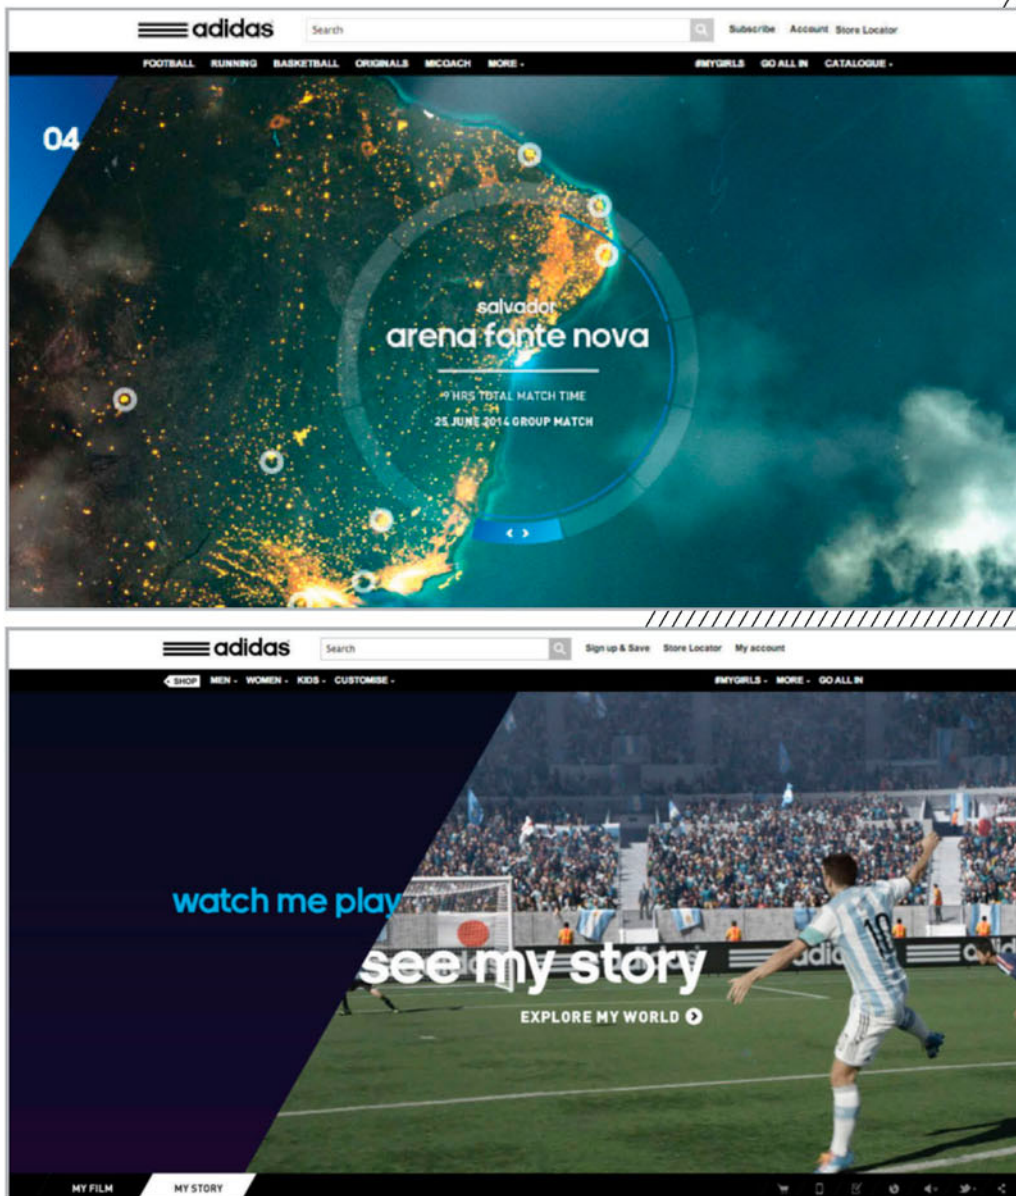 adidas Search Subscribe Account Store Locator
FOOTBALL RUNNING BASKETBALL ORIGINALS MICOACH MORE #MYGIRLS GO ALL IN CATALOGUE
04
salvador
arena fonte nova
9 HRS TOTAL MATCH TIME
25 JUNE 2014 GROUP MATCH
adidas Search Sign up & Save Store Locator My account
SHOP MEN WOMEN KIDS CUSTOMISE #MYGIRLS MORE GO ALL IN
watch me play
see my story
EXPLORE MY WORLD
10
adidas
MY FILM MY STORY